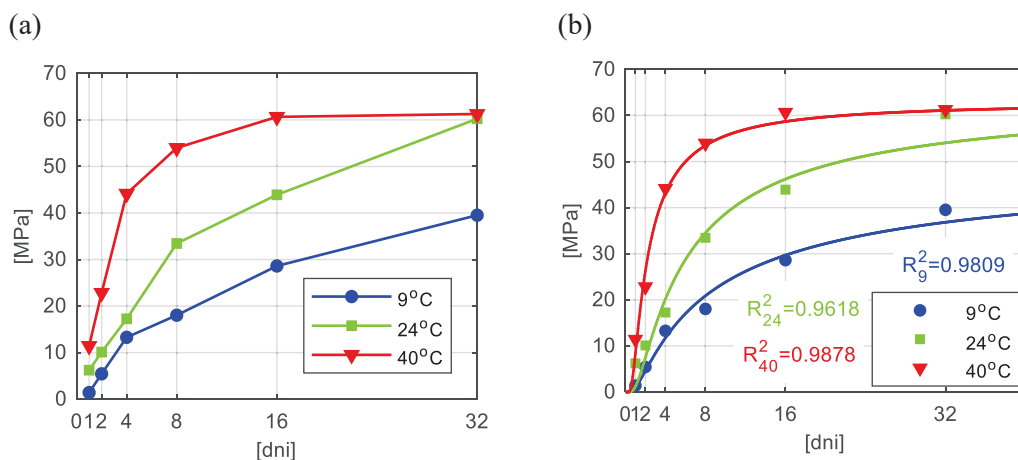 (a)
(b)
70
60
50
40
30
20
10
0
[MPa]
0 1 2 4 8 16 32
[dni]
9°C
24°C
40°C
70
60
50
40
30
20
10
0
[MPa]
0 1 2 4 8 16 32
[dni]
R²₉=0.9809
R²₂₄=0.9618
R²₄₀=0.9878
9°C
24°C
40°C